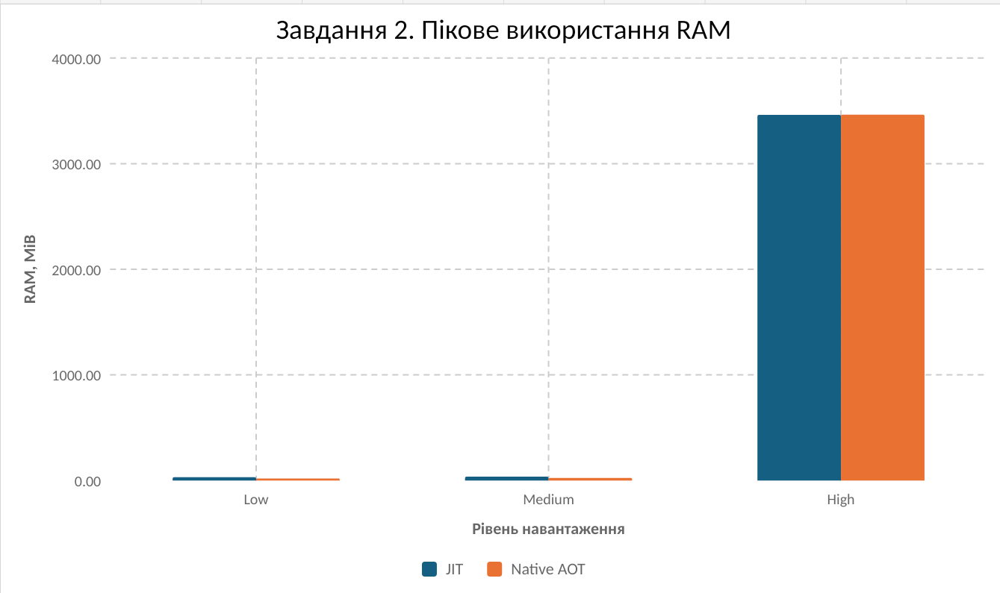 Завдання 2. Пікове використання RAM
4000.00
3000.00
2000.00
1000.00
0.00
RAM, MiB
Low Medium High
Рівень навантаження
JIT Native AOT